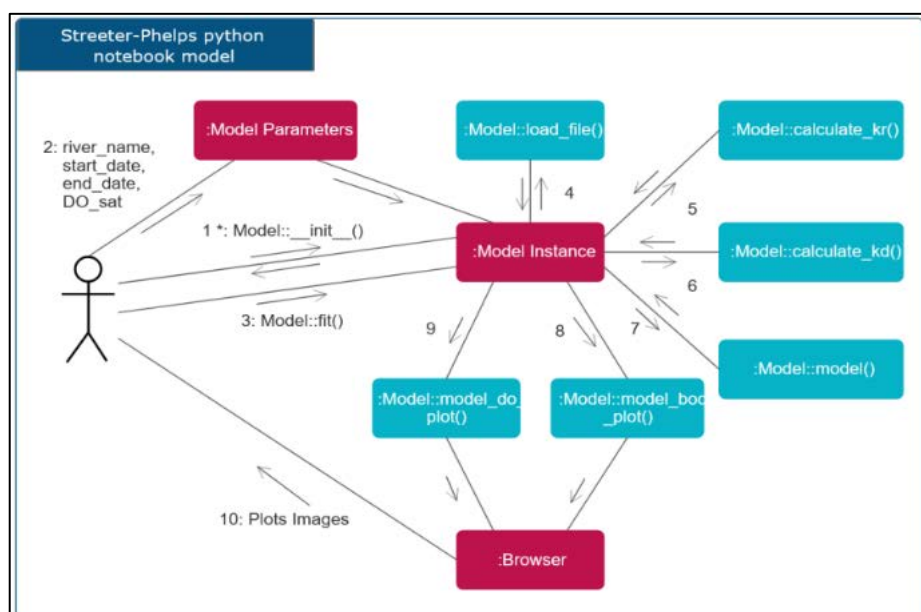 Streeter-Phelps python
notebook model
:Model Parameters
:Model::load_file()
:Model::calculate_kr()
2: river_name,
start_date,
end_date,
DO_sat
4
5
1 *: Model::__init__()
:Model Instance
:Model::calculate_kd()
6
3: Model::fit()
9
8
7
:Model::model()
:Model::model_do_
plot()
:Model::model_bod
_plot()
10: Plots Images
:Browser